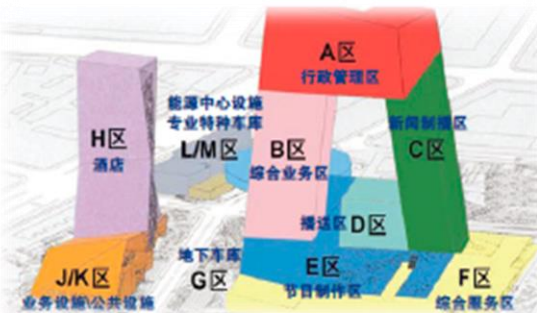 A区
行政管理区
能源中心设施
专业特种车库
L/M区
H区
酒店
B区
综合业务区
新闻制播区
C区
播送区
D区
地下车库
G区
E区
节目制作区
J/K区
业务设施\公共设施
F区
综合服务区